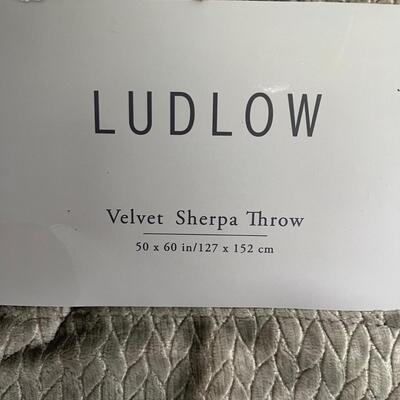 LUDLOW
Velvet Sherpa Throw
50 x 60 in/127 x 152 cm